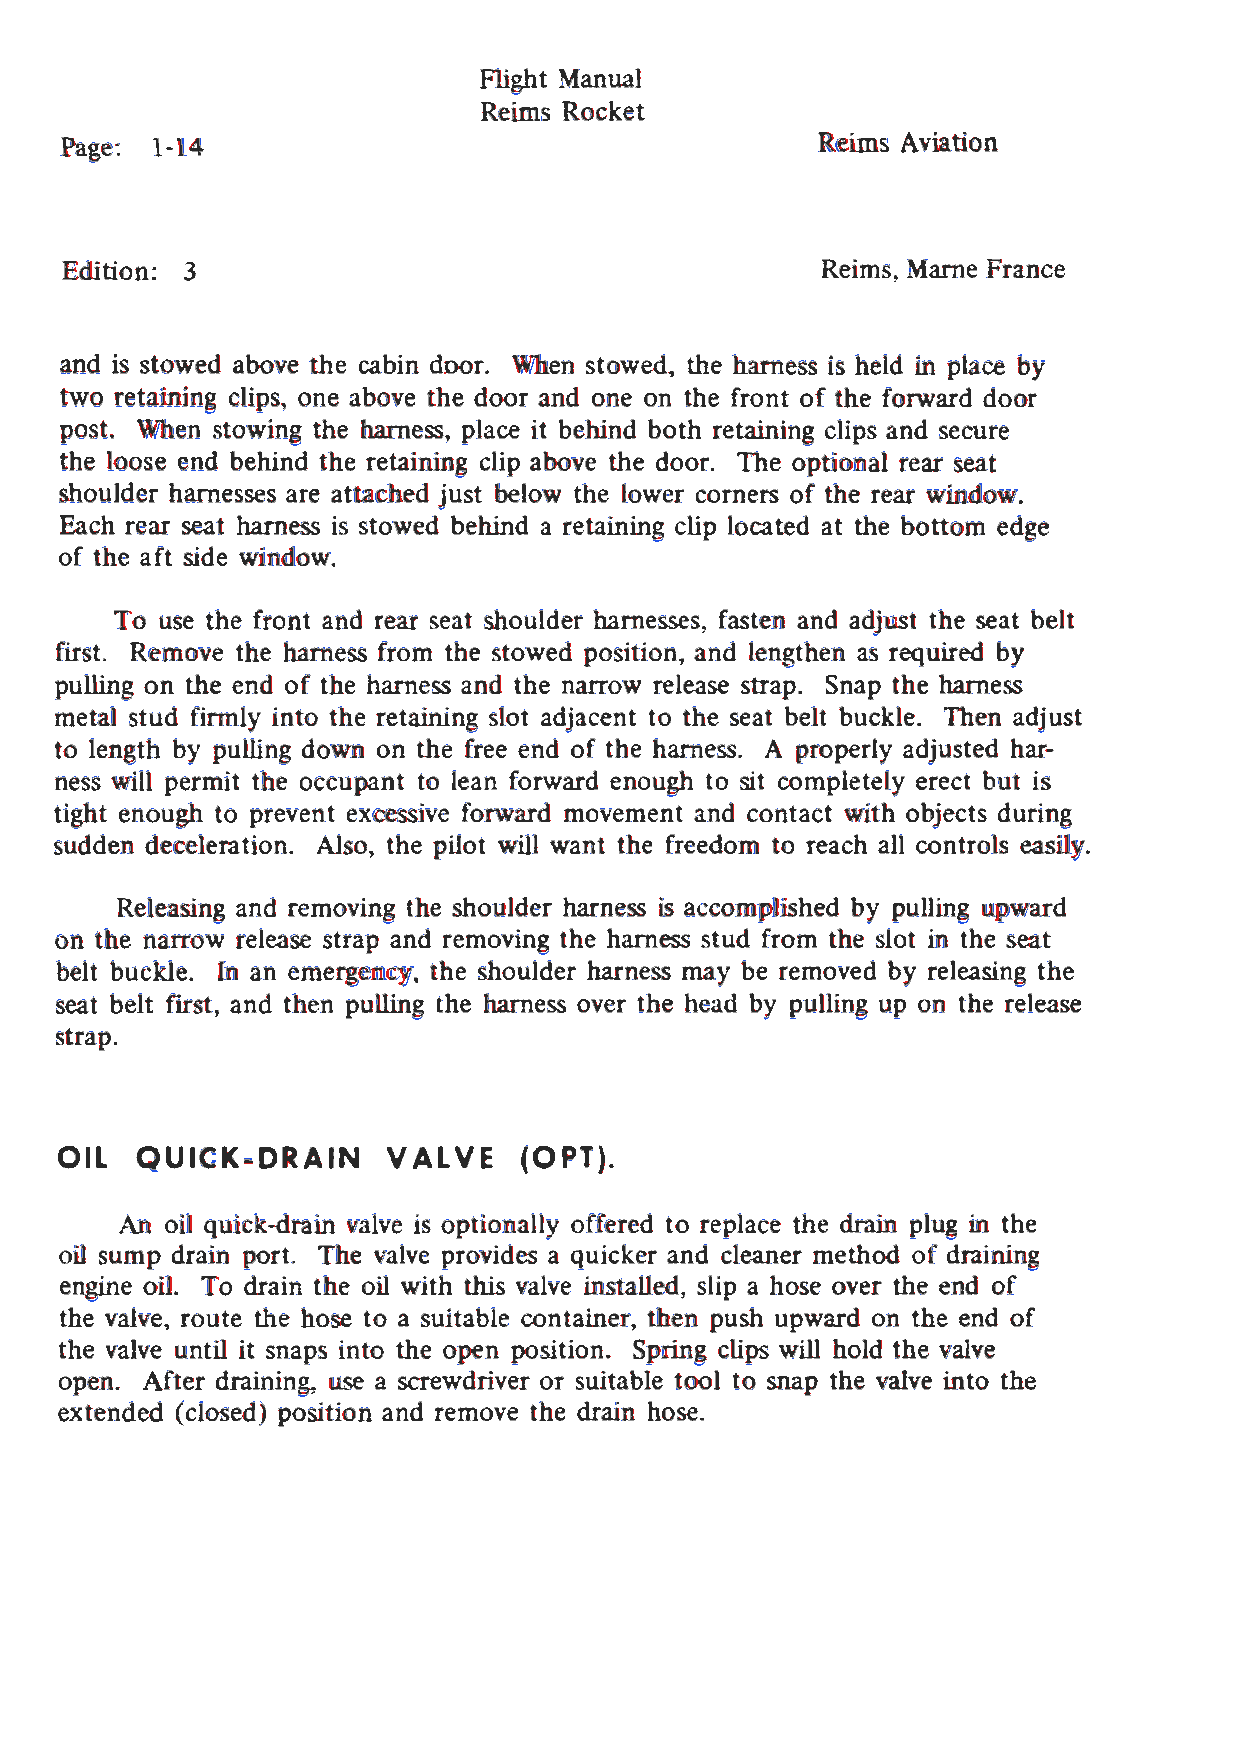 Flight Manual
Reims Rocket
Page: 1-14 Reims Aviation
Edition: 3 Reims, Marne France
and is stowed above the cabin door. When stowed, the harness is held in place by
two retaining clips, one above the door and one on the front of the forward door
post. When stowing the harness, place it behind both retaining clips and secure
the loose end behind the retaining clip above the door. The optional rear seat
shoulder harnesses are attached just below the lower corners of the rear window.
Each rear seat harness is stowed behind a retaining clip located at the bottom edge
of the aft side window.
To use the front and rear seat shoulder harnesses, fasten and adjust the seat belt
first. Remove the harness from the stowed position, and lengthen as required by
pulling on the end of the harness and the narrow release strap. Snap the harness
metal stud firmly into the retaining slot adjacent to the seat belt buckle. Then adjust
to length by pulling down on the free end of the harness. A properly adjusted har-
ness will permit the occupant to lean forward enough to sit completely erect but is
tight enough to prevent excessive forward movement and contact with objects during
sudden deceleration. Also, the pilot will want the freedom to reach all controls easily.
Releasing and removing the shoulder harness is accomplished by pulling upward
on the narrow release strap and removing the harness stud from the slot in the seat
belt buckle. In an emergency, the shoulder harness may be removed by releasing the
seat belt first, and then pulling the harness over the head by pulling up on the release
strap.
OIL QUICK-DRAIN VALVE (OPT).
An oil quick-drain valve is optionally offered to replace the drain plug in the
oil sump drain port. The valve provides a quicker and cleaner method of draining
engine oil. To drain the oil with this valve installed, slip a hose over the end of
the valve, route the hose to a suitable container, then push upward on the end of
the valve until it snaps into the open position. Spring clips will hold the valve
open. After draining, use a screwdriver or suitable tool to snap the valve into the
extended (closed) position and remove the drain hose.